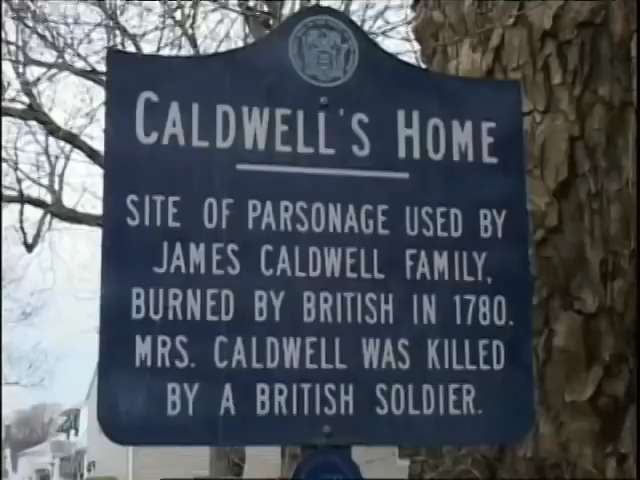 CALDWELL'S HOME
SITE OF PARSONAGE USED BY
JAMES CALDWELL FAMILY,
BURNED BY BRITISH IN 1780.
MRS. CALDWELL WAS KILLED
BY A BRITISH SOLDIER.